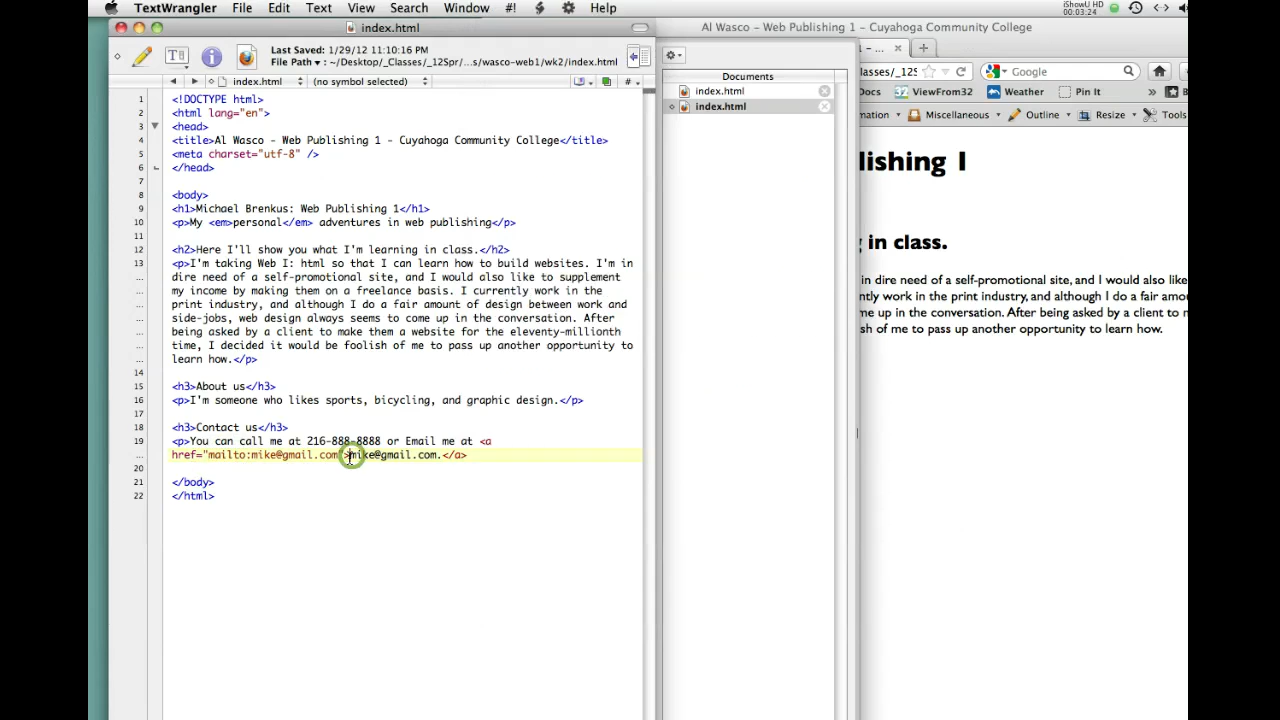 TextWrangler File Edit Text View Search Window #! Help
iShowU HD
00:03:24
index.html
Al Wasco - Web Publishing 1 - Cuyahoga Community College
Last Saved: 1/29/12 11:10:16 PM
File Path ▾ : ~/Desktop/_Classes/_12Spr/...s/wasco-web1/wk2/index.html
index.html (no symbol selected)
Documents
index.html
index.html
1 -...
lasses/_12S
Google
Docs ViewFrom32 Weather Pin It »
mation Miscellaneous Outline Resize Tools
1 <!DOCTYPE html>
2 <html lang="en">
3 <head>
4 <title>Al Wasco - Web Publishing 1 - Cuyahoga Community College</title>
5 <meta charset="utf-8" />
6 </head>
7
8 <body>
9 <h1>Michael Brenkus: Web Publishing 1</h1>
10 <p>My <em>personal</em> adventures in web publishing</p>
11
12 <h2>Here I'll show you what I'm learning in class.</h2>
13 <p>I'm taking Web I: html so that I can learn how to build websites. I'm in
... dire need of a self-promotional site, and I would also like to supplement
... my income by making them on a freelance basis. I currently work in the
... print industry, and although I do a fair amount of design between work and
... side-jobs, web design always seems to come up in the conversation. After
... being asked by a client to make them a website for the eleventy-millionth
... time, I decided it would be foolish of me to pass up another opportunity to
... learn how.</p>
14
15 <h3>About us</h3>
16 <p>I'm someone who likes sports, bicycling, and graphic design.</p>
17
18 <h3>Contact us</h3>
19 <p>You can call me at 216-888-8888 or Email me at <a
... href="mailto:mike@gmail.com">mike@gmail.com.</a>
20
21 </body>
22 </html>
lishing 1
g in class.
in dire need of a self-promotional site, and I would also like
ntly work in the print industry, and although I do a fair amou
me up in the conversation. After being asked by a client to m
sh of me to pass up another opportunity to learn how.